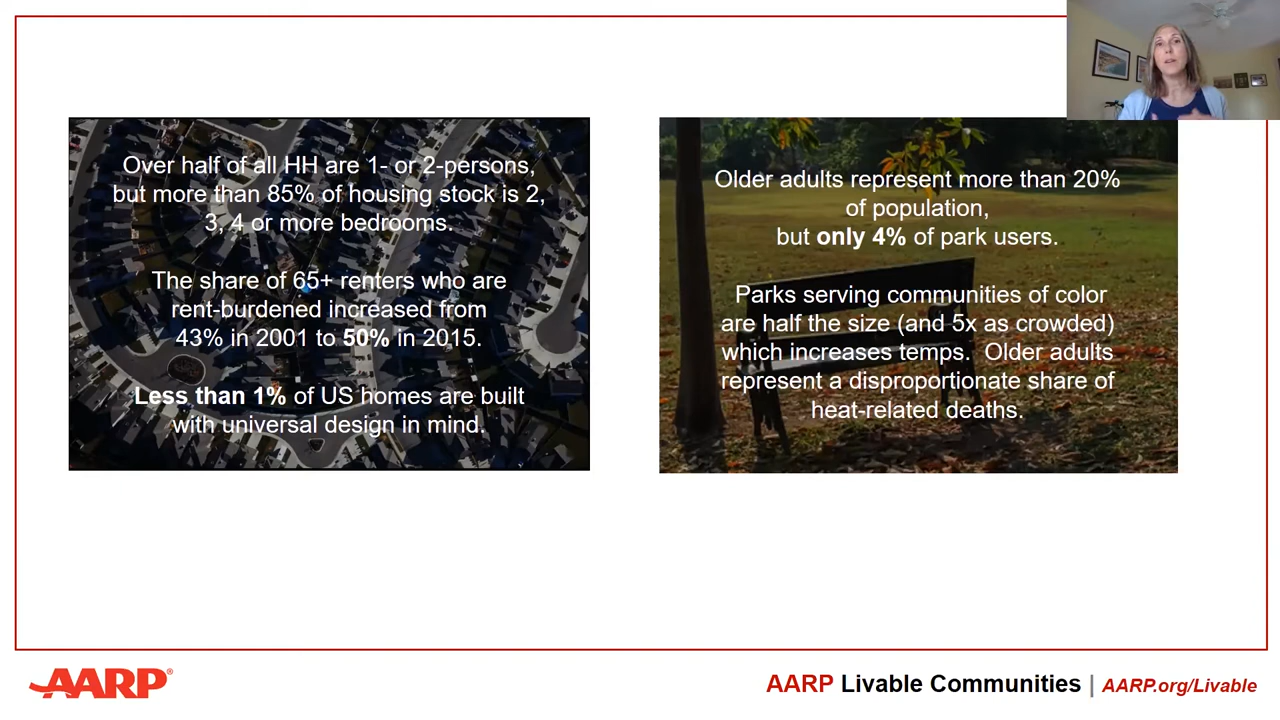 Over half of all HH are 1- or 2-persons,
but more than 85% of housing stock is 2,
3, 4 or more bedrooms.
The share of 65+ renters who are
rent-burdened increased from
43% in 2001 to 50% in 2015.
Less than 1% of US homes are built
with universal design in mind.
Older adults represent more than 20%
of population,
but only 4% of park users.
Parks serving communities of color
are half the size (and 5x as crowded)
which increases temps. Older adults
represent a disproportionate share of
heat-related deaths.
AARP®
AARP Livable Communities | AARP.org/Livable